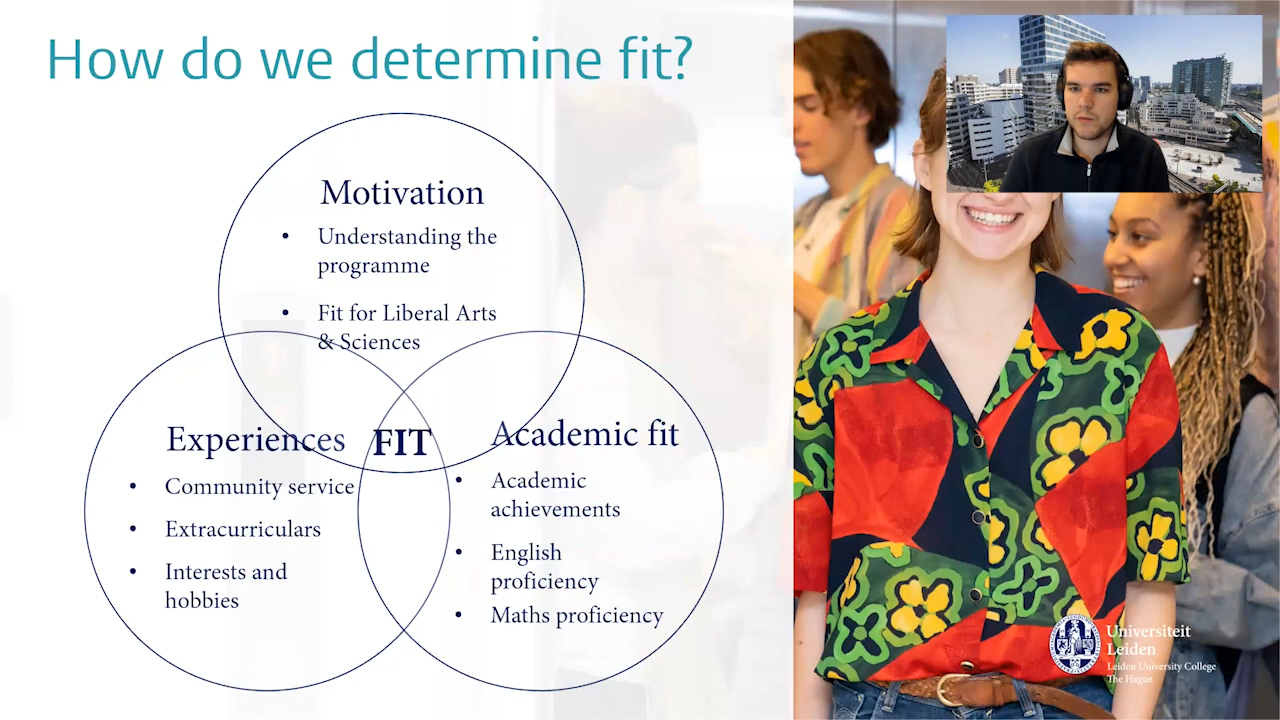 How do we determine fit?
Motivation
• Understanding the
programme
• Fit for Liberal Arts
& Sciences
Experiences
• Community service
• Extracurriculars
• Interests and
hobbies
FIT
Academic fit
• Academic
achievements
• English
proficiency
• Maths proficiency
Universiteit
Leiden
Leiden University College
The Hague